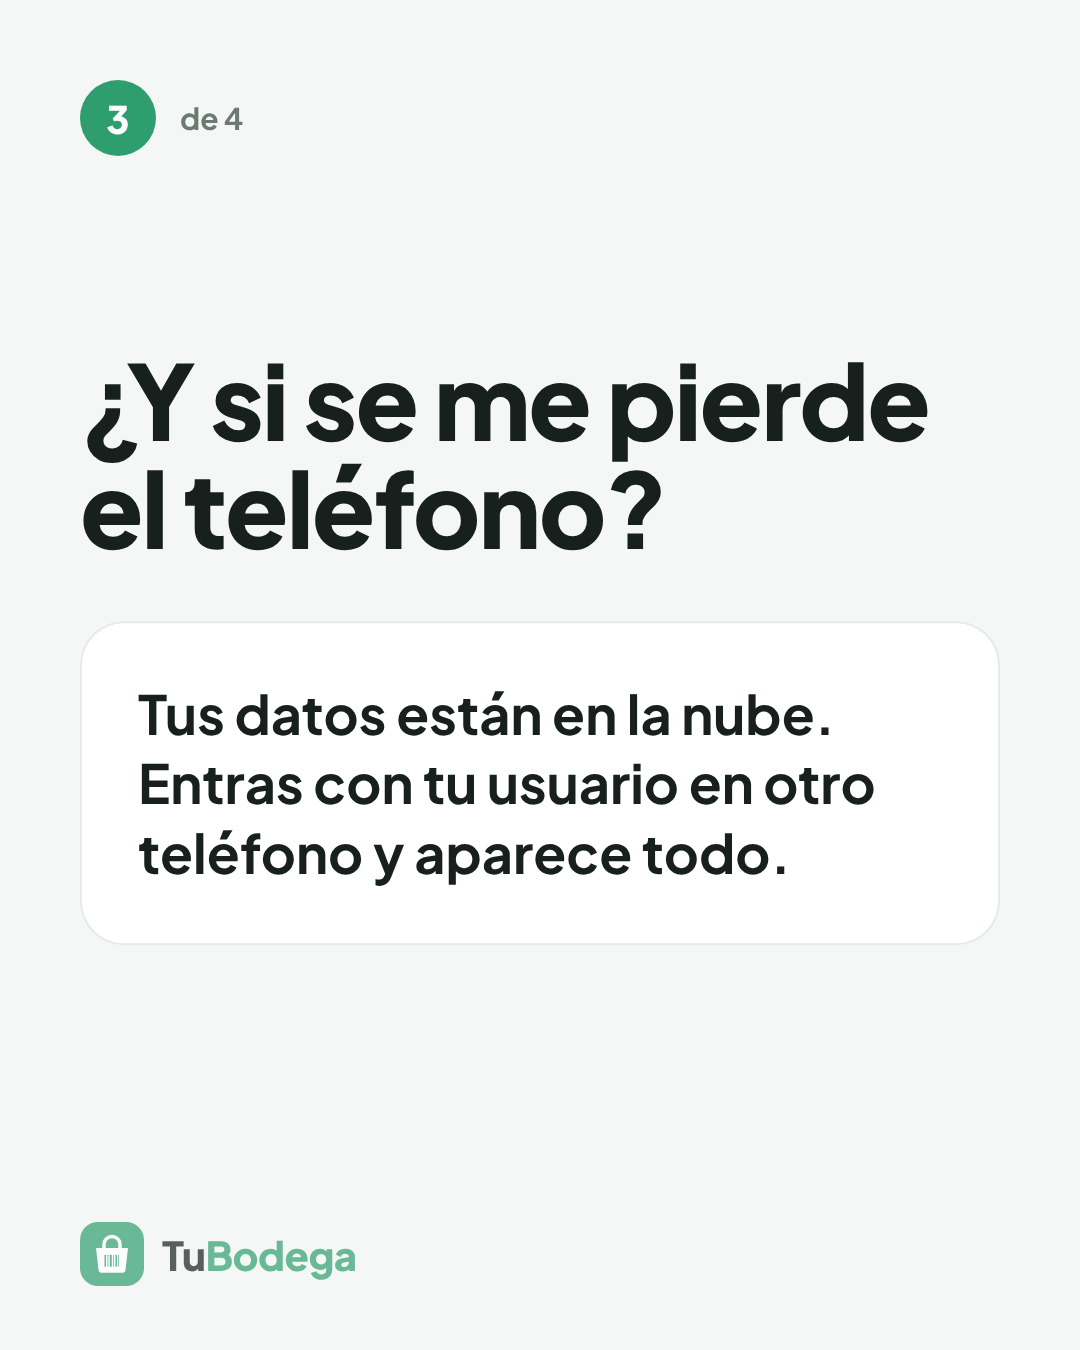 3 de 4
¿Y si se me pierde
el teléfono?
Tus datos están en la nube.
Entras con tu usuario en otro
teléfono y aparece todo.
TuBodega